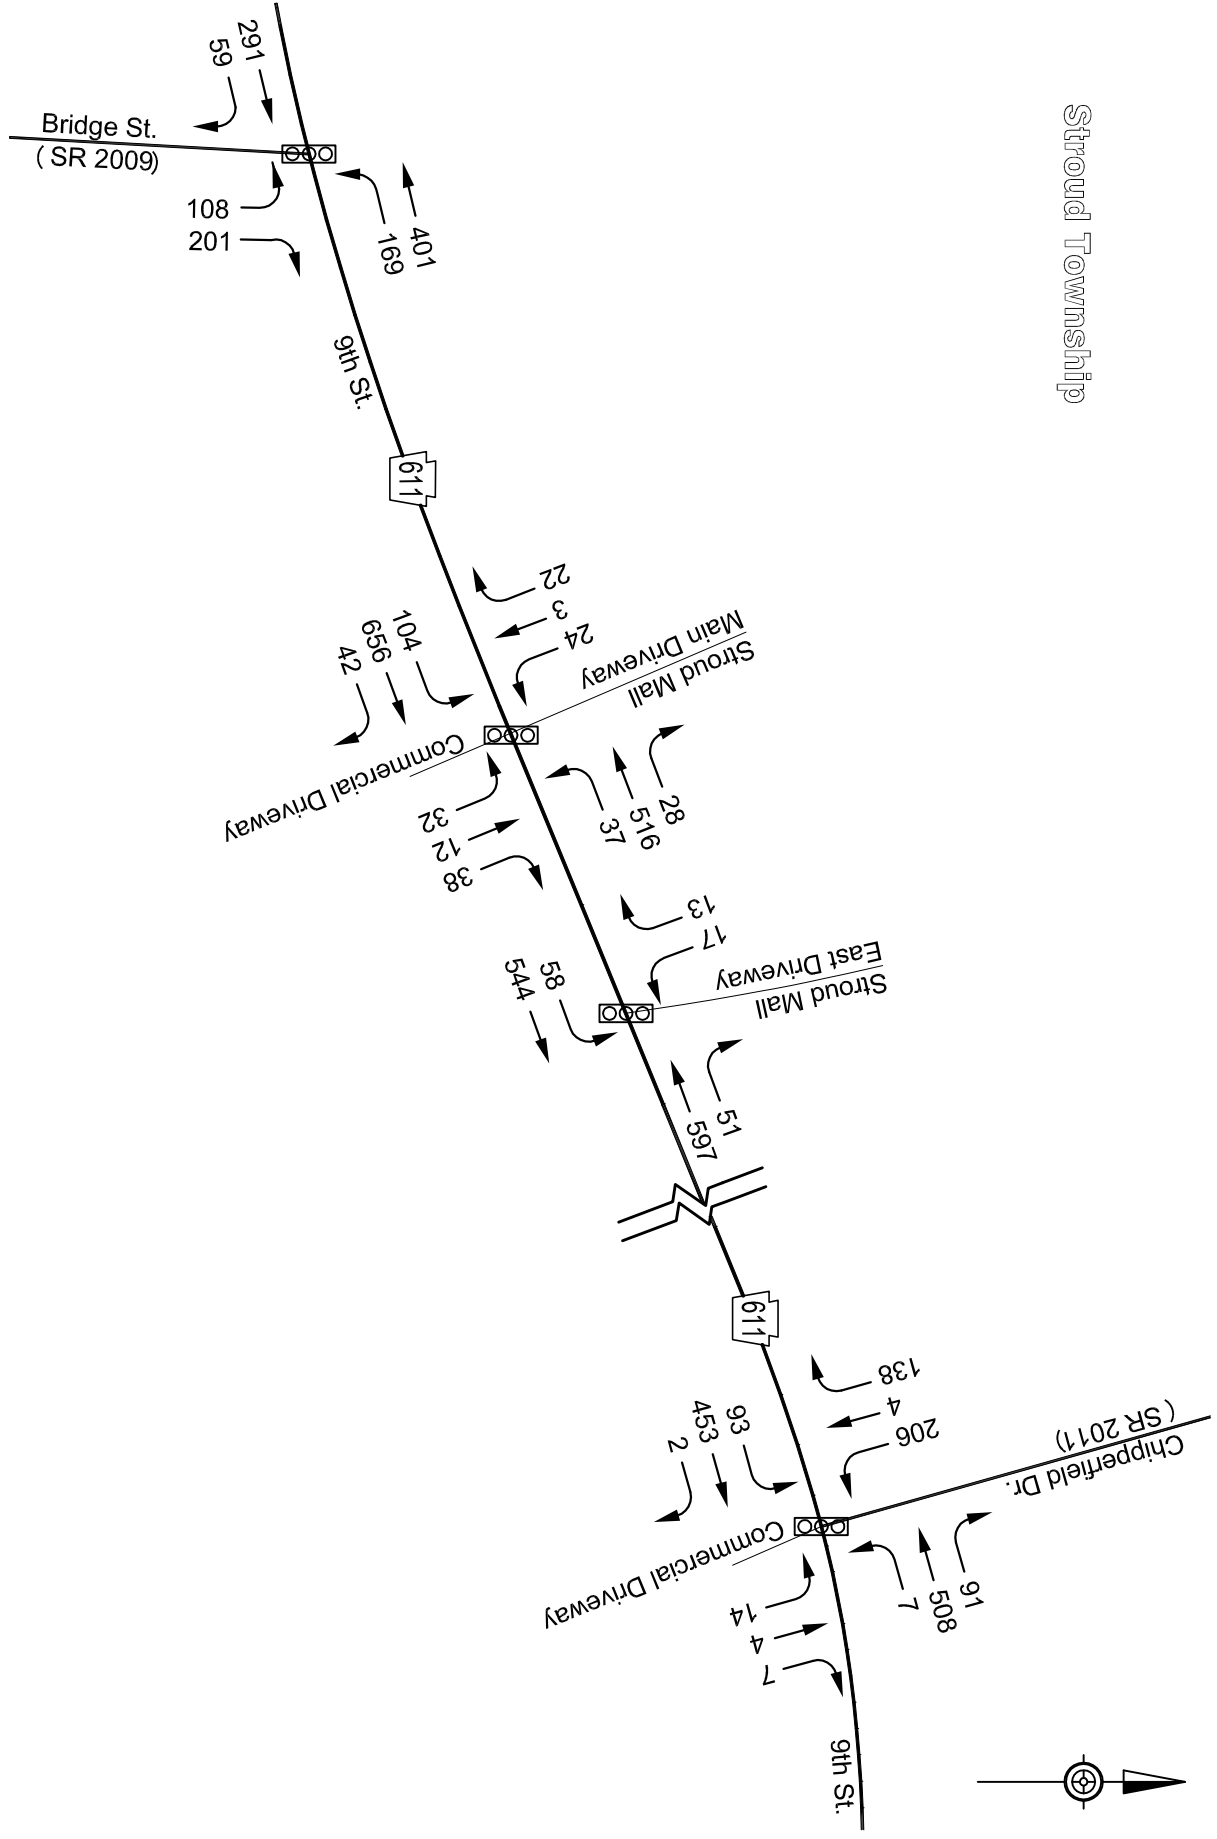 Stroud Township
291
59
Bridge St.
( SR 2009)
108
201
401
169
9th St.
611
22
3
24
104
656
42
Main Driveway
Stroud Mall
Commercial Driveway
32
12
38
28
516
37
13
17
58
544
East Driveway
Stroud Mall
51
597
611
138
4
206
93
453
2
( SR 2011)
Chipperfield Dr.
Commercial Driveway
14
4
7
91
508
7
9th St.